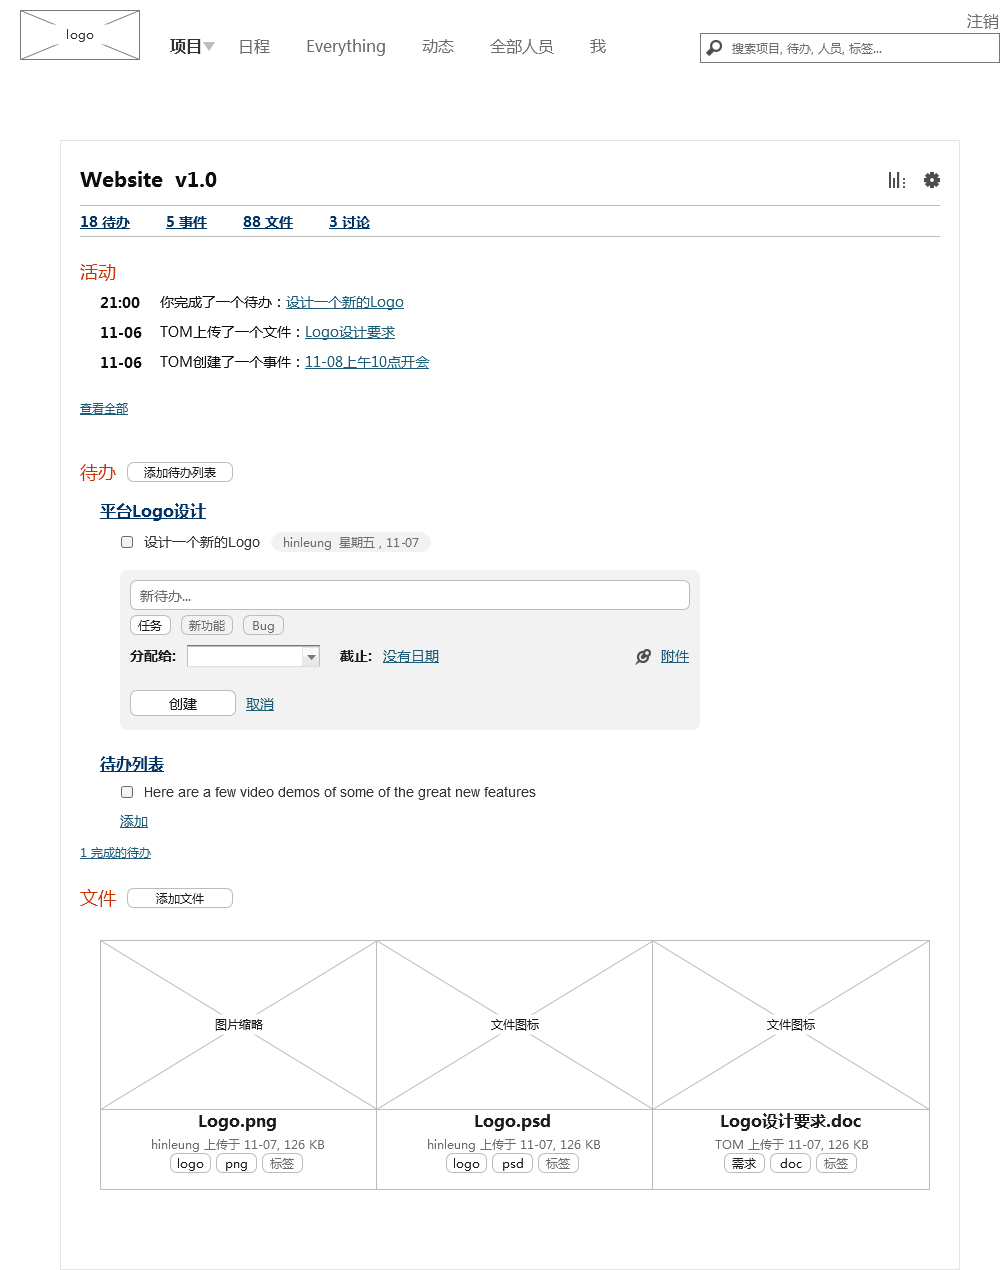 注销
logo
项目 日程 Everything 动态 全部人员 我
搜索项目, 待办, 人员, 标签...
Website v1.0
18 待办 5 事件 88 文件 3 讨论
活动
21:00 你完成了一个待办：设计一个新的Logo
11-06 TOM上传了一个文件：Logo设计要求
11-06 TOM创建了一个事件：11-08上午10点开会
查看全部
待办 添加待办列表
平台Logo设计
设计一个新的Logo hinleung 星期五 , 11-07
新待办...
任务 新功能 Bug
分配给: 截止: 没有日期 附件
创建 取消
待办列表
Here are a few video demos of some of the great new features
添加
1 完成的待办
文件 添加文件
图片缩略 文件图标 文件图标
Logo.png Logo.psd Logo设计要求.doc
hinleung 上传于 11-07, 126 KB hinleung 上传于 11-07, 126 KB TOM 上传于 11-07, 126 KB
logo png 标签 logo psd 标签 需求 doc 标签